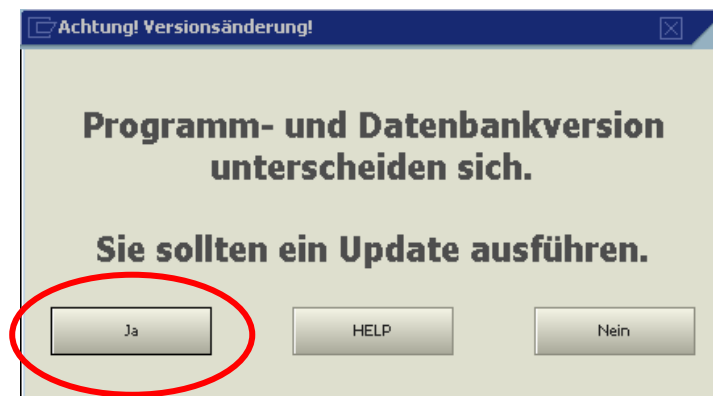 Achtung! Versionsänderung!
Programm- und Datenbankversion
unterscheiden sich.
Sie sollten ein Update ausführen.
Ja HELP Nein